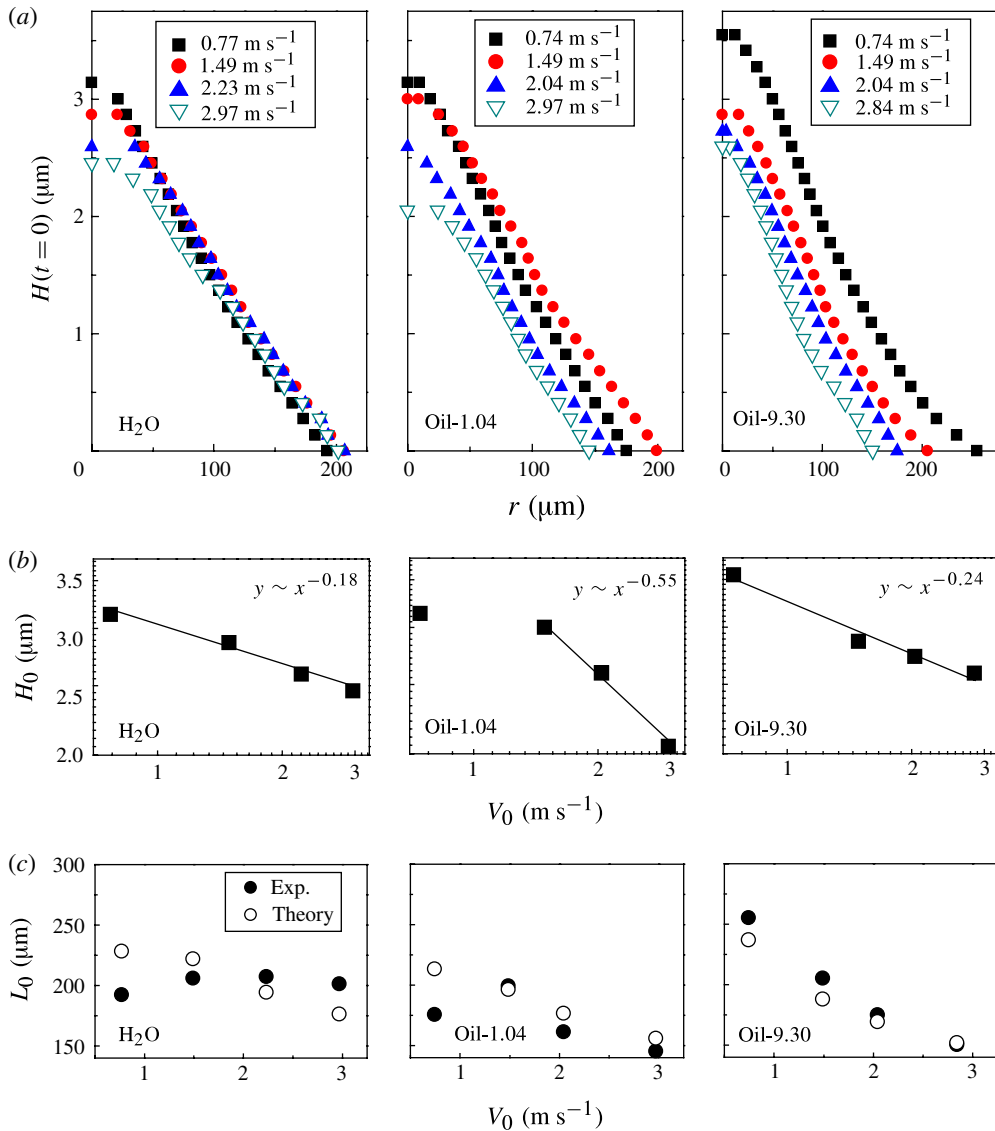 (a)
0.77 m s⁻¹
1.49 m s⁻¹
2.23 m s⁻¹
2.97 m s⁻¹
0.74 m s⁻¹
1.49 m s⁻¹
2.04 m s⁻¹
2.97 m s⁻¹
0.74 m s⁻¹
1.49 m s⁻¹
2.04 m s⁻¹
2.84 m s⁻¹
H(t = 0) (μm)
3
2
1
H₂O
Oil-1.04
Oil-9.30
0 100 200
0 100 200
0 100 200
r (μm)
(b)
H₀ (μm)
3.5
3.0
2.5
2.0
y ~ x⁻⁰·¹⁸
y ~ x⁻⁰·⁵⁵
y ~ x⁻⁰·²⁴
H₂O
Oil-1.04
Oil-9.30
1 2 3
1 2 3
1 2 3
V₀ (m s⁻¹)
(c)
L₀ (μm)
300
250
200
150
Exp.
Theory
H₂O
Oil-1.04
Oil-9.30
1 2 3
1 2 3
1 2 3
V₀ (m s⁻¹)